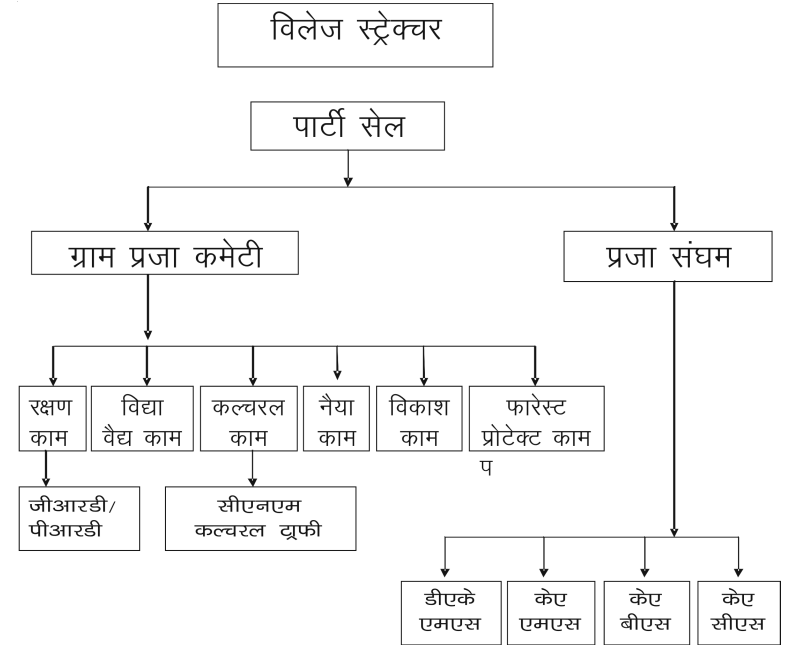 विलेज स्ट्रेक्चर
पार्टी सेल
ग्राम प्रजा कमेटी
प्रजा संघम
रक्षण
काम
विद्या
वैद्य काम
कल्चरल
काम
नैया
काम
विकाश
काम
फारेस्ट
प्रोटेक्ट काम
प
जीआरडी/
पीआरडी
सीएनएम
कल्चरल ट्राफी
डीएके
एमएस
केए
एमएस
केए
बीएस
केए
सीएस